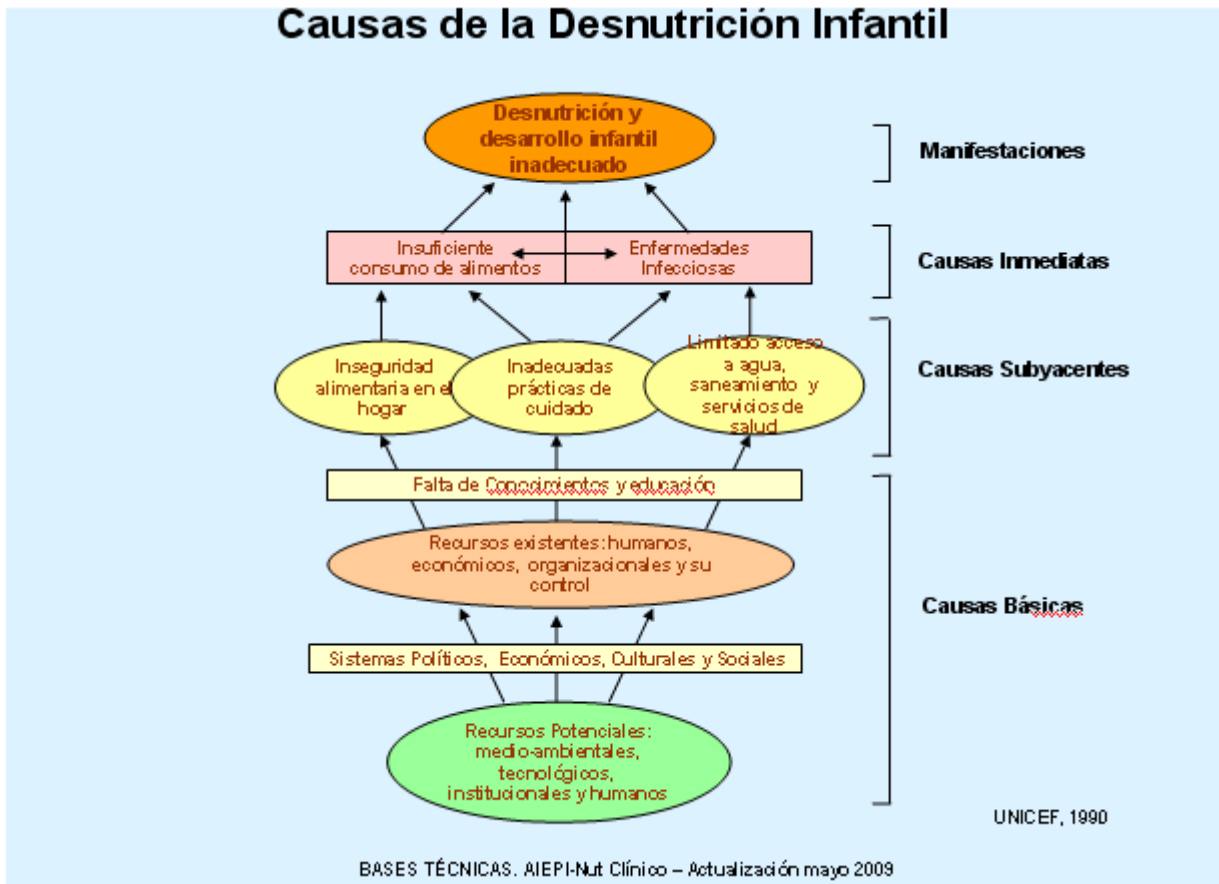 Causas de la Desnutrición Infantil
Desnutrición y
desarrollo infantil
inadecuado
Manifestaciones
Insuficiente
consumo de alimentos
Enfermedades
Infecciosas
Causas Inmediatas
Inseguridad
alimentaria en el
hogar
Inadecuadas
prácticas de
cuidado
Limitado acceso
a agua,
saneamiento y
servicios de
salud
Causas Subyacentes
Falta de Conocimientos y educación
Recursos existentes: humanos,
económicos, organizacionales y su
control
Causas Básicas
Sistemas Políticos, Económicos, Culturales y Sociales
Recursos Potenciales:
medio-ambientales,
tecnológicos,
institucionales y humanos
UNICEF, 1990
BASES TÉCNICAS. AIEPI-Nut Clínico – Actualización mayo 2009